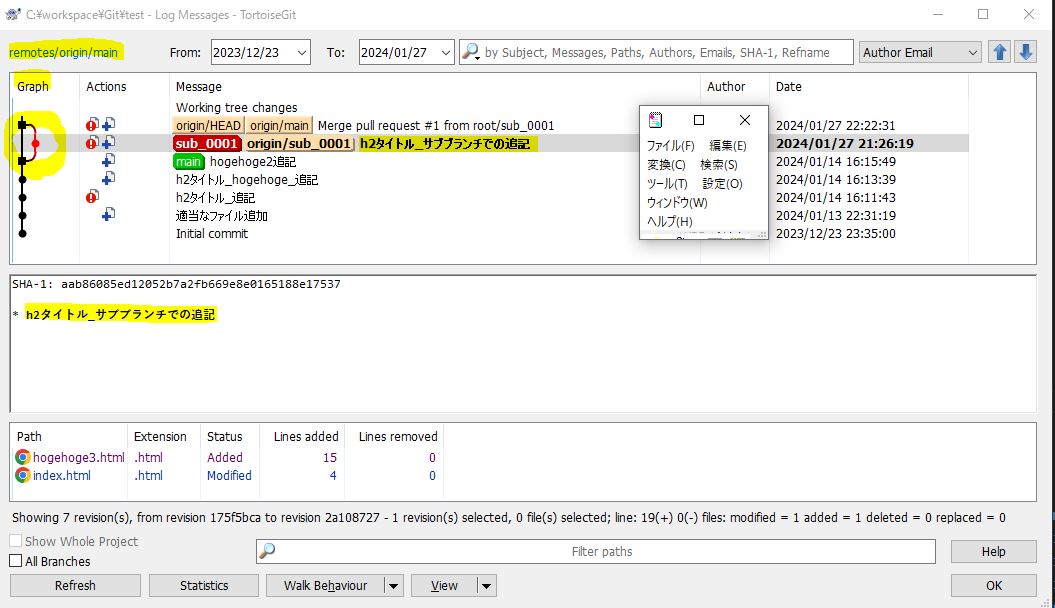 C:¥workspace¥Git¥test - Log Messages - TortoiseGit
remotes/origin/main From: 2023/12/23 To: 2024/01/27 by Subject, Messages, Paths, Authors, Emails, SHA-1, Refname Author Email
Graph Actions Message Author Date
Working tree changes
origin/HEAD origin/main Merge pull request #1 from root/sub_0001 2024/01/27 22:22:31
sub_0001 origin/sub_0001 h2タイトル_サブブランチでの追記 2024/01/27 21:26:19
main hogehoge2追記 2024/01/14 16:15:49
h2タイトル_hogehoge_追記 2024/01/14 16:13:39
h2タイトル_追記 2024/01/14 16:11:43
適当なファイル追加 2024/01/13 22:31:19
Initial commit 2023/12/23 23:35:00
ファイル(F) 編集(E)
変換(C) 検索(S)
ツール(T) 設定(O)
ウィンドウ(W)
ヘルプ(H)
SHA-1: aab86085ed12052b7a2fb669e8e0165188e17537
* h2タイトル_サブブランチでの追記
Path Extension Status Lines added Lines removed
hogehoge3.html .html Added 15 0
index.html .html Modified 4 0
Showing 7 revision(s), from revision 175f5bca to revision 2a108727 - 1 revision(s) selected, 0 file(s) selected; line: 19(+) 0(-) files: modified = 1 added = 1 deleted = 0 replaced = 0
Show Whole Project
Filter paths Help
All Branches
Refresh Statistics Walk Behaviour View OK